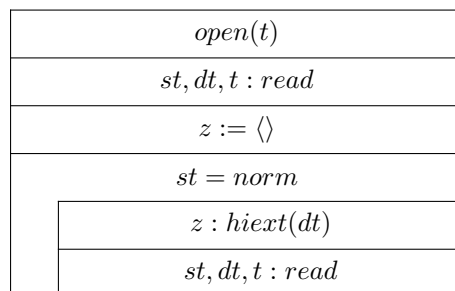 open(t)
st, dt, t : read
z := ⟨⟩
st = norm
z : hiext(dt)
st, dt, t : read